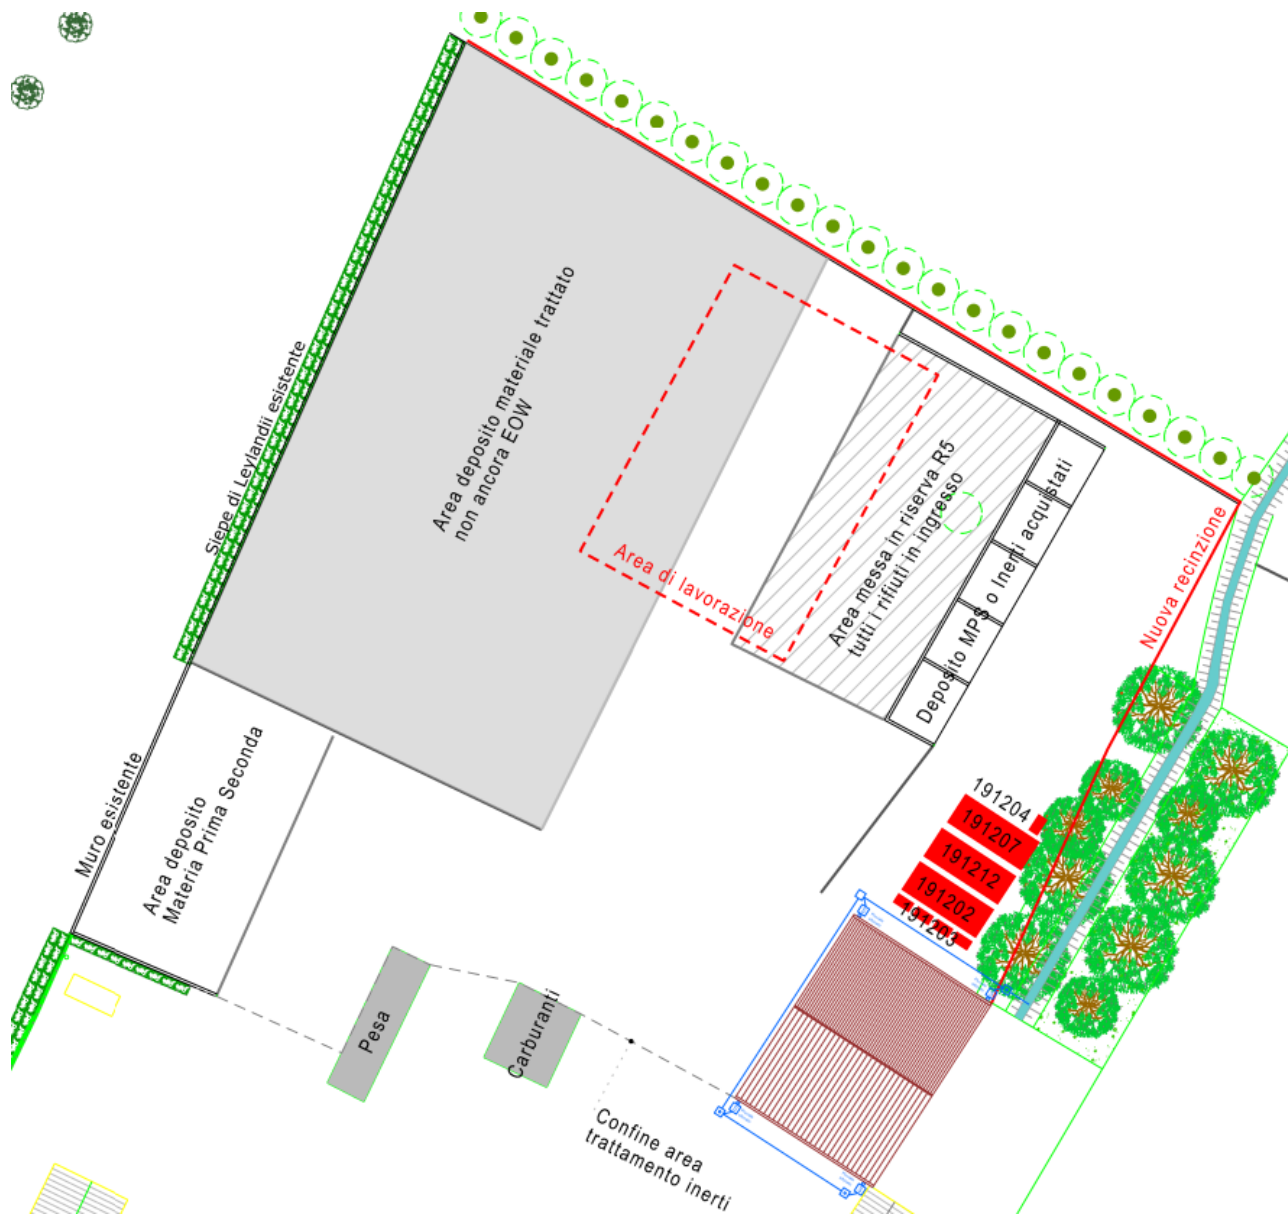 Siepe di Leylandii esistente
Area deposito materiale trattato
non ancora EOW
Area di lavorazione
Area messa in riserva R5
tutti i rifiuti in ingresso
Deposito MPS o Inerti acquistati
Nuova recinzione
Muro esistente
Area deposito
Materia Prima Seconda
191204
191207
191212
191202
191203
Pesa
Carburanti
Confine area
trattamento inerti